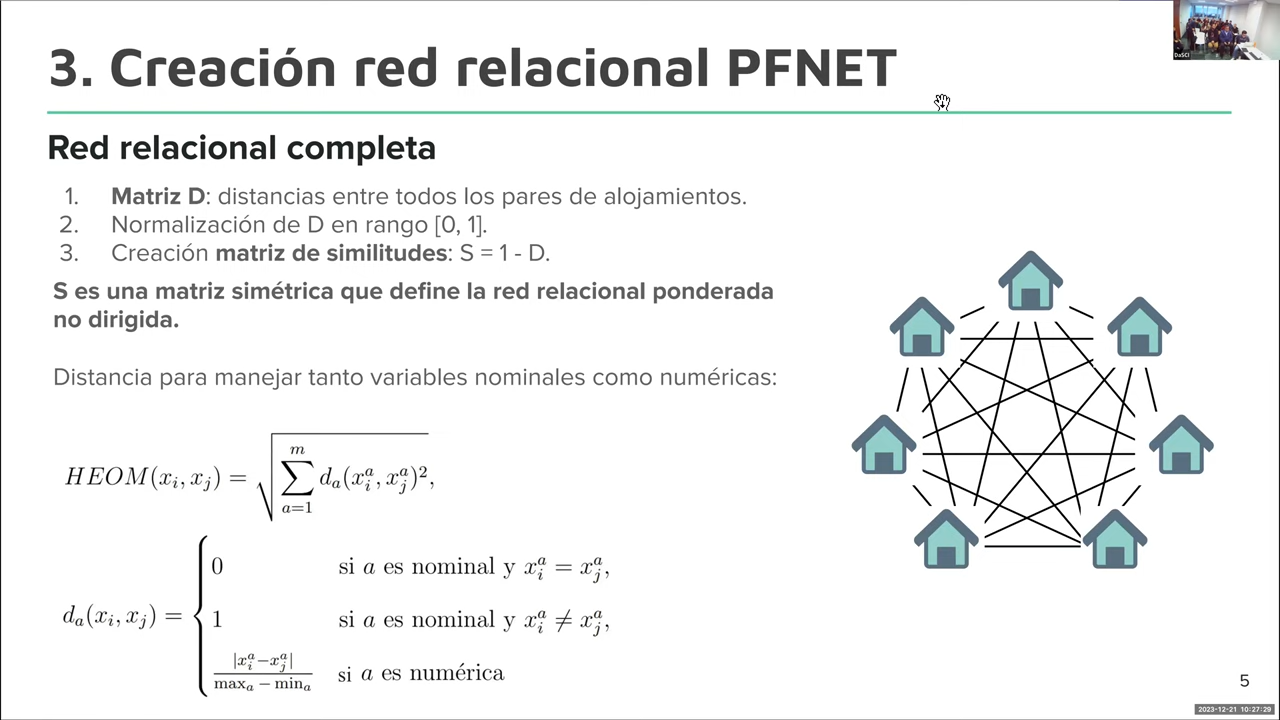 3. Creación red relacional PFNET
DaSCI
Red relacional completa
1. Matriz D: distancias entre todos los pares de alojamientos.
2. Normalización de D en rango [0, 1].
3. Creación matriz de similitudes: S = 1 - D.
S es una matriz simétrica que define la red relacional ponderada
no dirigida.
Distancia para manejar tanto variables nominales como numéricas:
HEOM(x_i, x_j) = √(∑_{a=1}^{m} d_a(x_i^a, x_j^a)^2),
d_a(x_i, x_j) = {
0 si a es nominal y x_i^a = x_j^a,
1 si a es nominal y x_i^a ≠ x_j^a,
|x_i^a − x_j^a| / (max_a − min_a) si a es numérica
5
2023-12-21 10:27:29